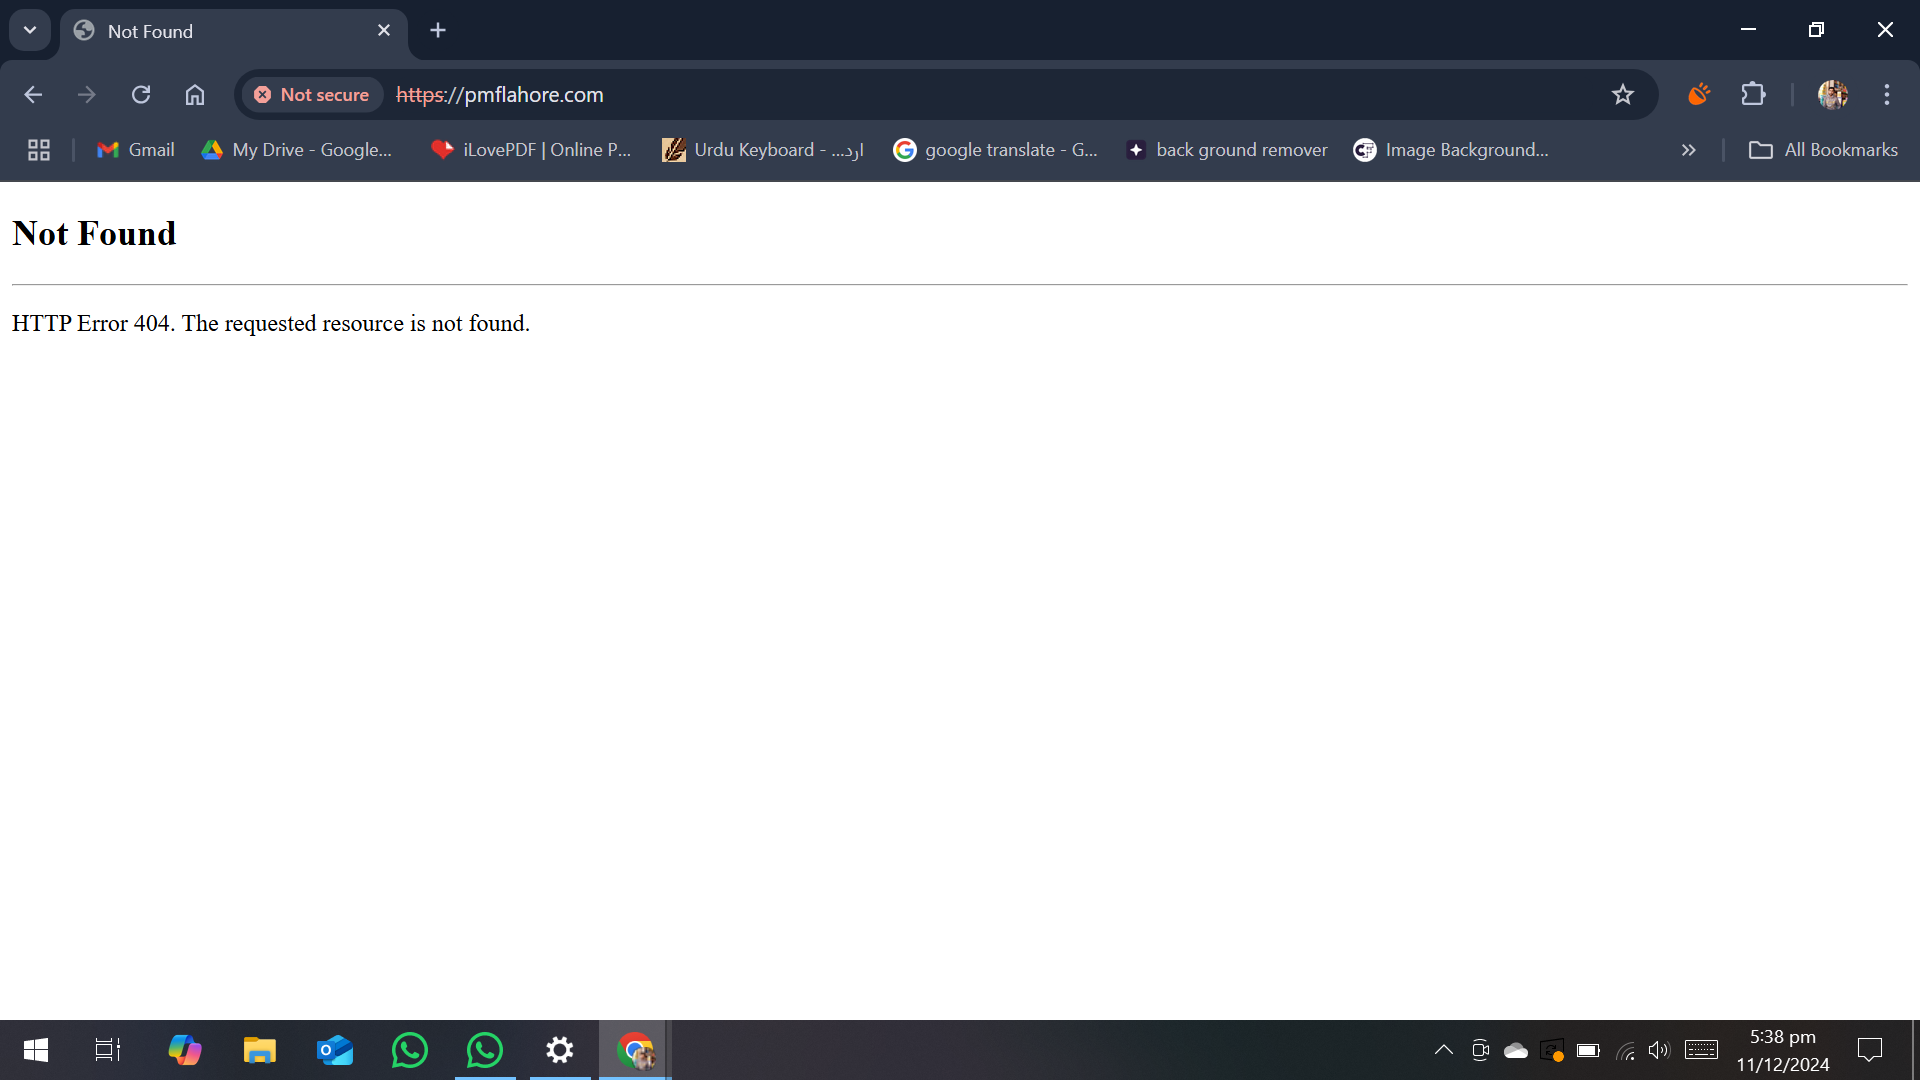 Not Found
Not secure
https://pmflahore.com
Gmail
My Drive - Google...
iLovePDF | Online P...
Urdu Keyboard - ...ارد
google translate - G...
back ground remover
Image Background...
All Bookmarks
Not Found
HTTP Error 404. The requested resource is not found.
5:38 pm
11/12/2024